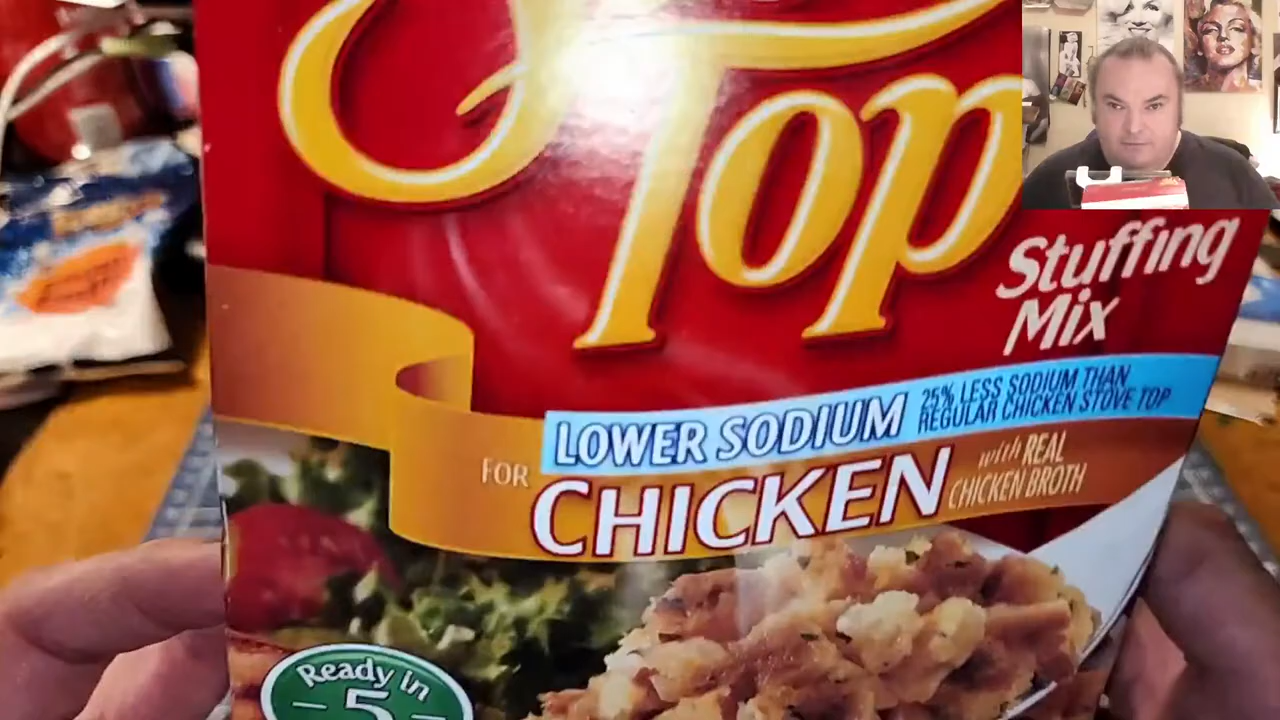 Top
Stuffing
Mix
LOWER SODIUM
25% LESS SODIUM THAN
REGULAR CHICKEN STOVE TOP
FOR
CHICKEN
with REAL
CHICKEN BROTH
Ready In
5